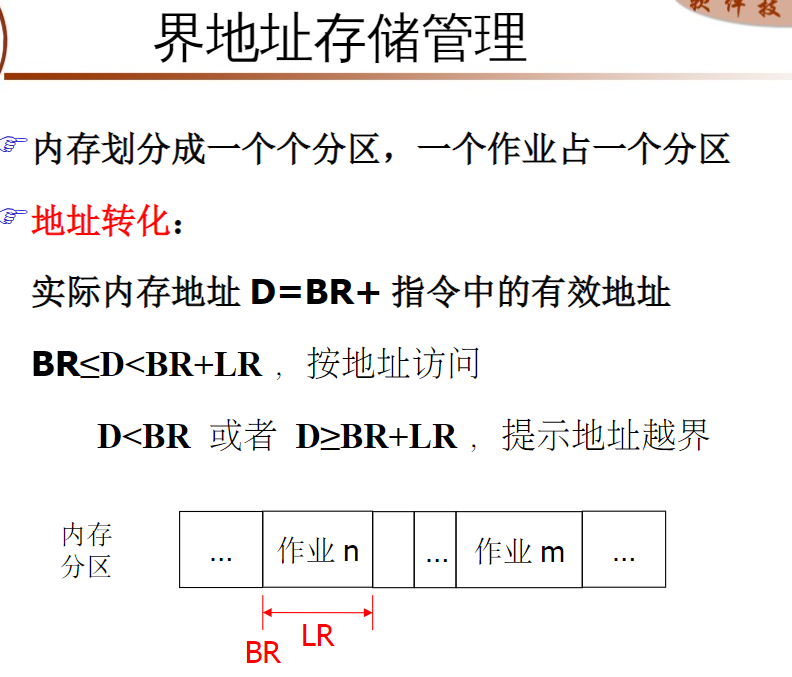 软件技
界地址存储管理
内存划分成一个个分区，一个作业占一个分区
地址转化：
实际内存地址 D=BR+ 指令中的有效地址
BR≤D<BR+LR ，按地址访问
D<BR 或者 D≥BR+LR ，提示地址越界
内存
分区
... 作业 n ... 作业 m ...
LR
BR